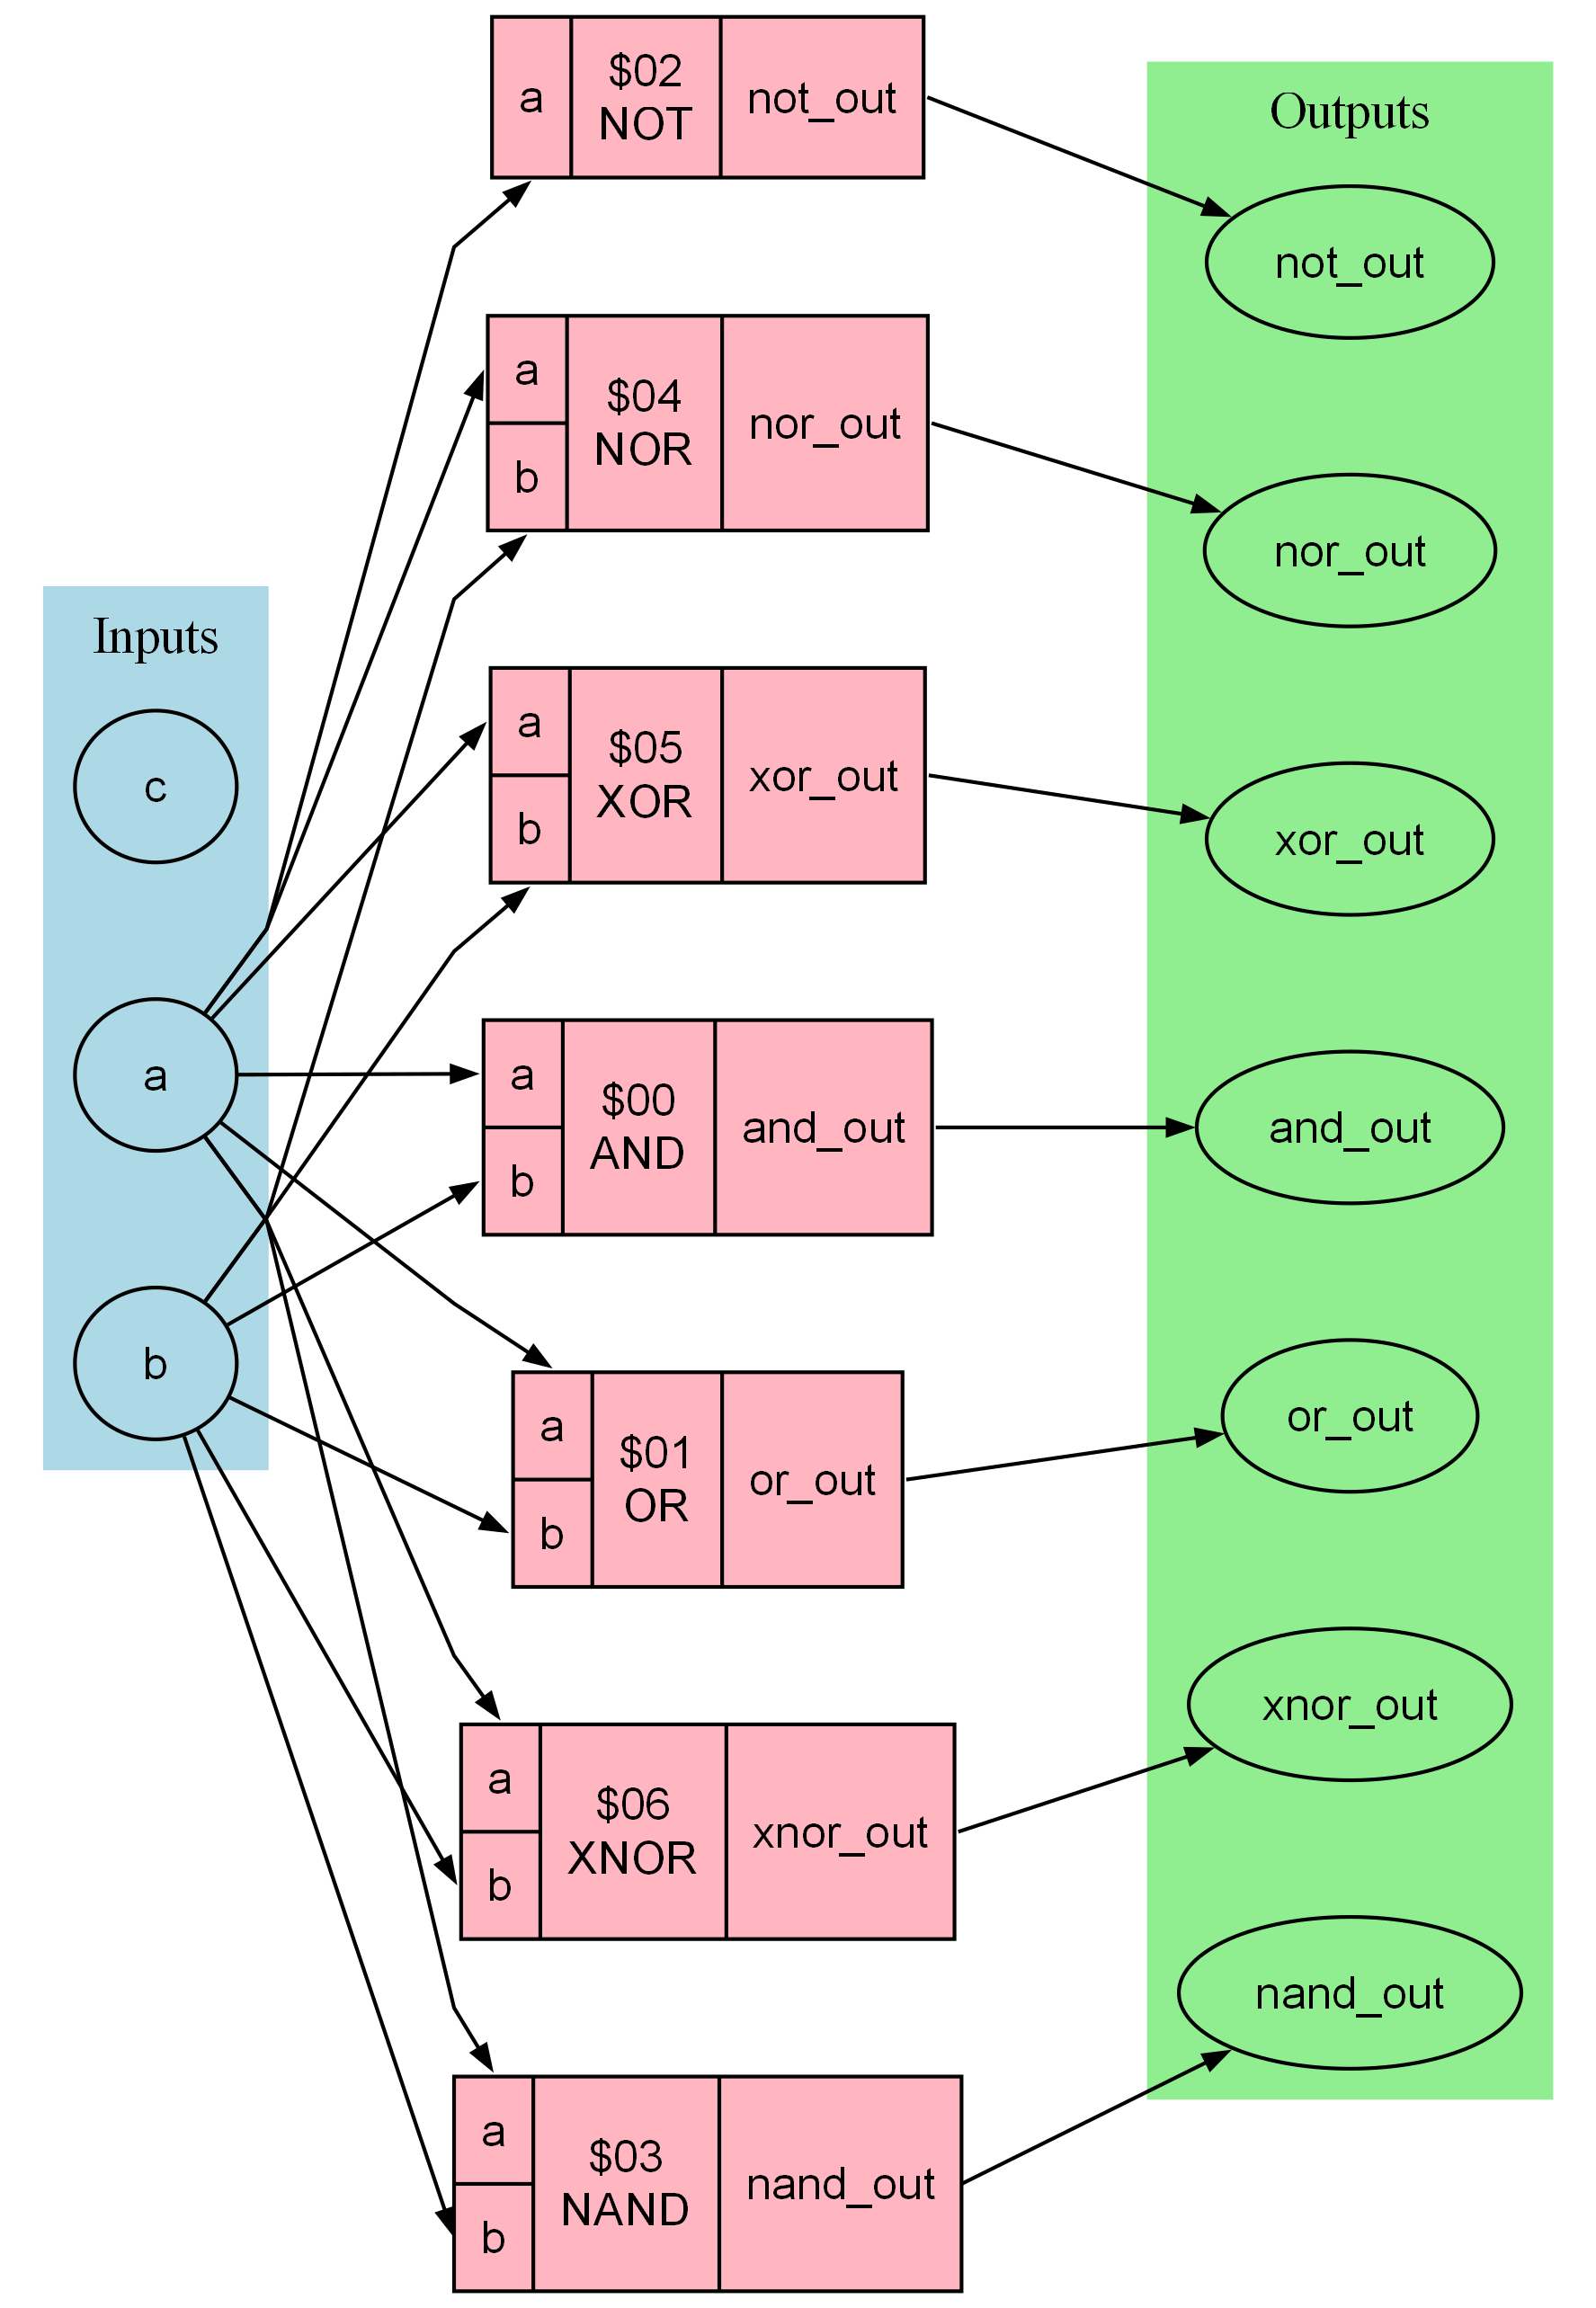 Inputs
c
a
b
a
$02
NOT
not_out
a
b
$04
NOR
nor_out
a
b
$05
XOR
xor_out
a
b
$00
AND
and_out
a
b
$01
OR
or_out
a
b
$06
XNOR
xnor_out
a
b
$03
NAND
nand_out
Outputs
not_out
nor_out
xor_out
and_out
or_out
xnor_out
nand_out